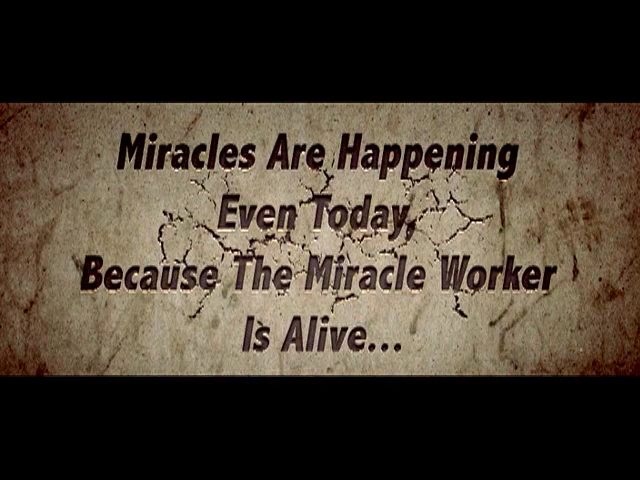 Miracles Are Happening
Even Today,
Because The Miracle Worker
Is Alive...